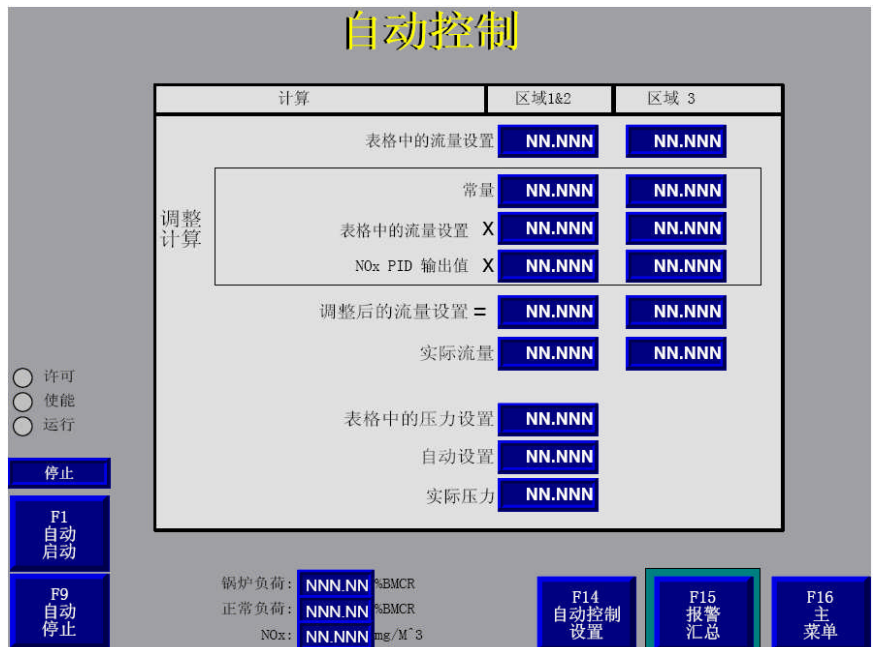 自动控制
计算 区域1&2 区域 3
表格中的流量设置 NN.NNN NN.NNN
调整
计算
常量 NN.NNN NN.NNN
表格中的流量设置 X NN.NNN NN.NNN
NOx PID 输出值 X NN.NNN NN.NNN
调整后的流量设置 = NN.NNN NN.NNN
实际流量 NN.NNN NN.NNN
表格中的压力设置 NN.NNN
自动设置 NN.NNN
实际压力 NN.NNN
许可
使能
运行
停止
F1
自动
启动
F9
自动
停止
锅炉负荷: NNN.NN %BMCR
正常负荷: NNN.NN %BMCR
NOx: NN.NNN mg/M^3
F14
自动控制
设置
F15
报警
汇总
F16
主
菜单